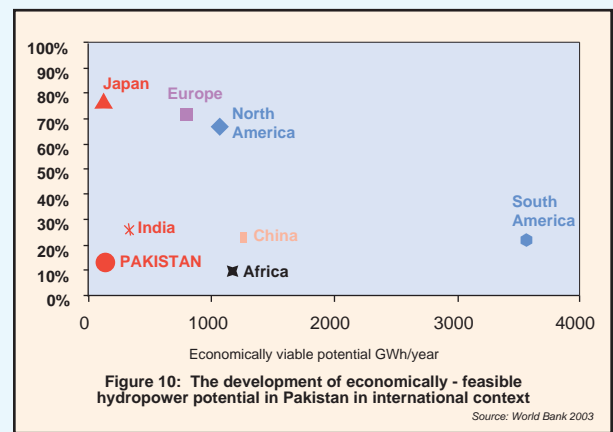 100%
90%
80%
70%
60%
50%
40%
30%
20%
10%
0%
Japan
Europe
North
America
South
America
India
China
PAKISTAN
Africa
0 1000 2000 3000 4000
Economically viable potential GWh/year
Figure 10: The development of economically - feasible
hydropower potential in Pakistan in international context
Source: World Bank 2003